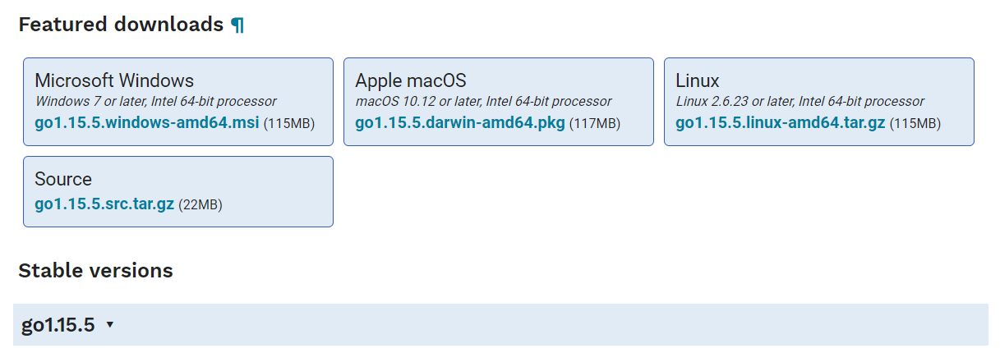 Featured downloads ¶
Microsoft Windows
Windows 7 or later, Intel 64-bit processor
go1.15.5.windows-amd64.msi (115MB)
Apple macOS
macOS 10.12 or later, Intel 64-bit processor
go1.15.5.darwin-amd64.pkg (117MB)
Linux
Linux 2.6.23 or later, Intel 64-bit processor
go1.15.5.linux-amd64.tar.gz (115MB)
Source
go1.15.5.src.tar.gz (22MB)
Stable versions
go1.15.5 ▾